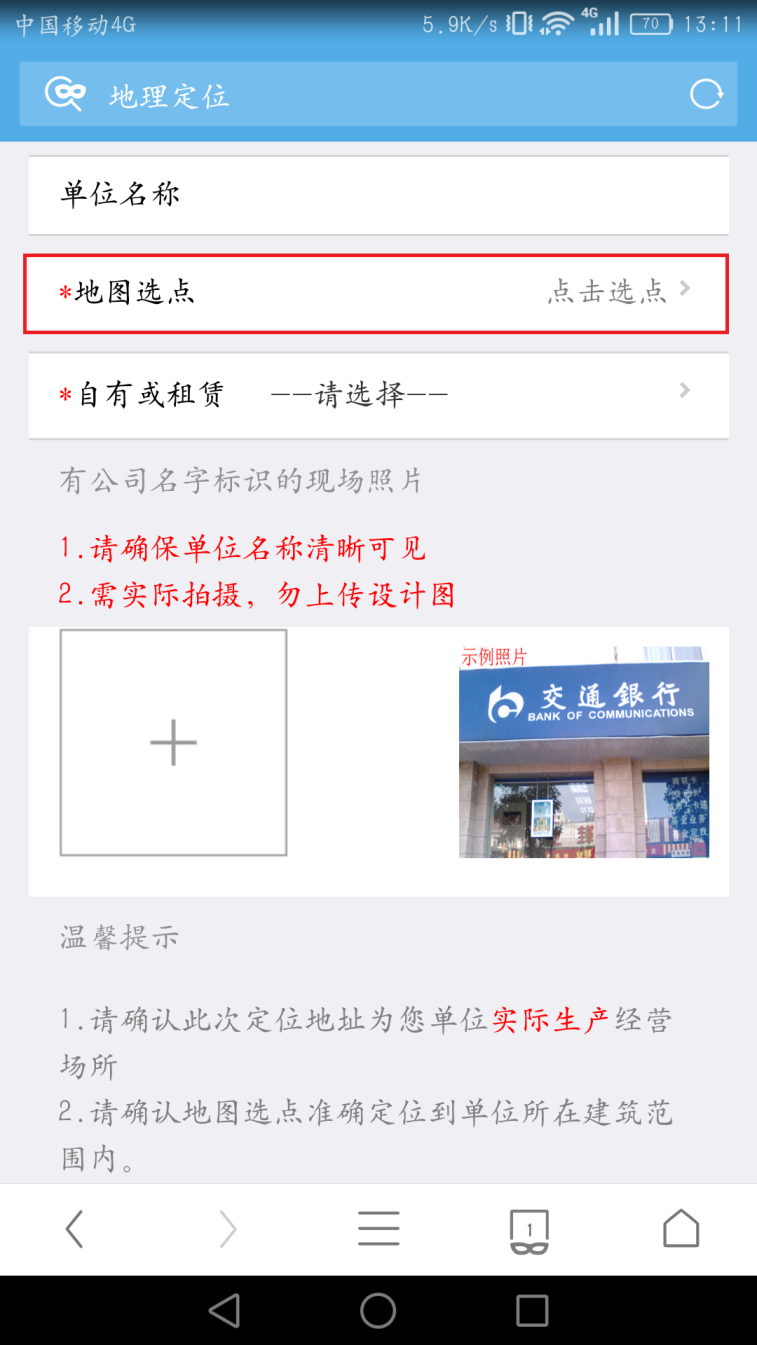 中国移动4G
5.9K/s 4G 70 13:11
地理定位
单位名称
*地图选点 点击选点
*自有或租赁 --请选择--
有公司名字标识的现场照片
1.请确保单位名称清晰可见
2.需实际拍摄，勿上传设计图
示例照片
交通銀行
BANK OF COMMUNICATIONS
温馨提示
1.请确认此次定位地址为您单位实际生产经营
场所
2.请确认地图选点准确定位到单位所在建筑范
围内。
1